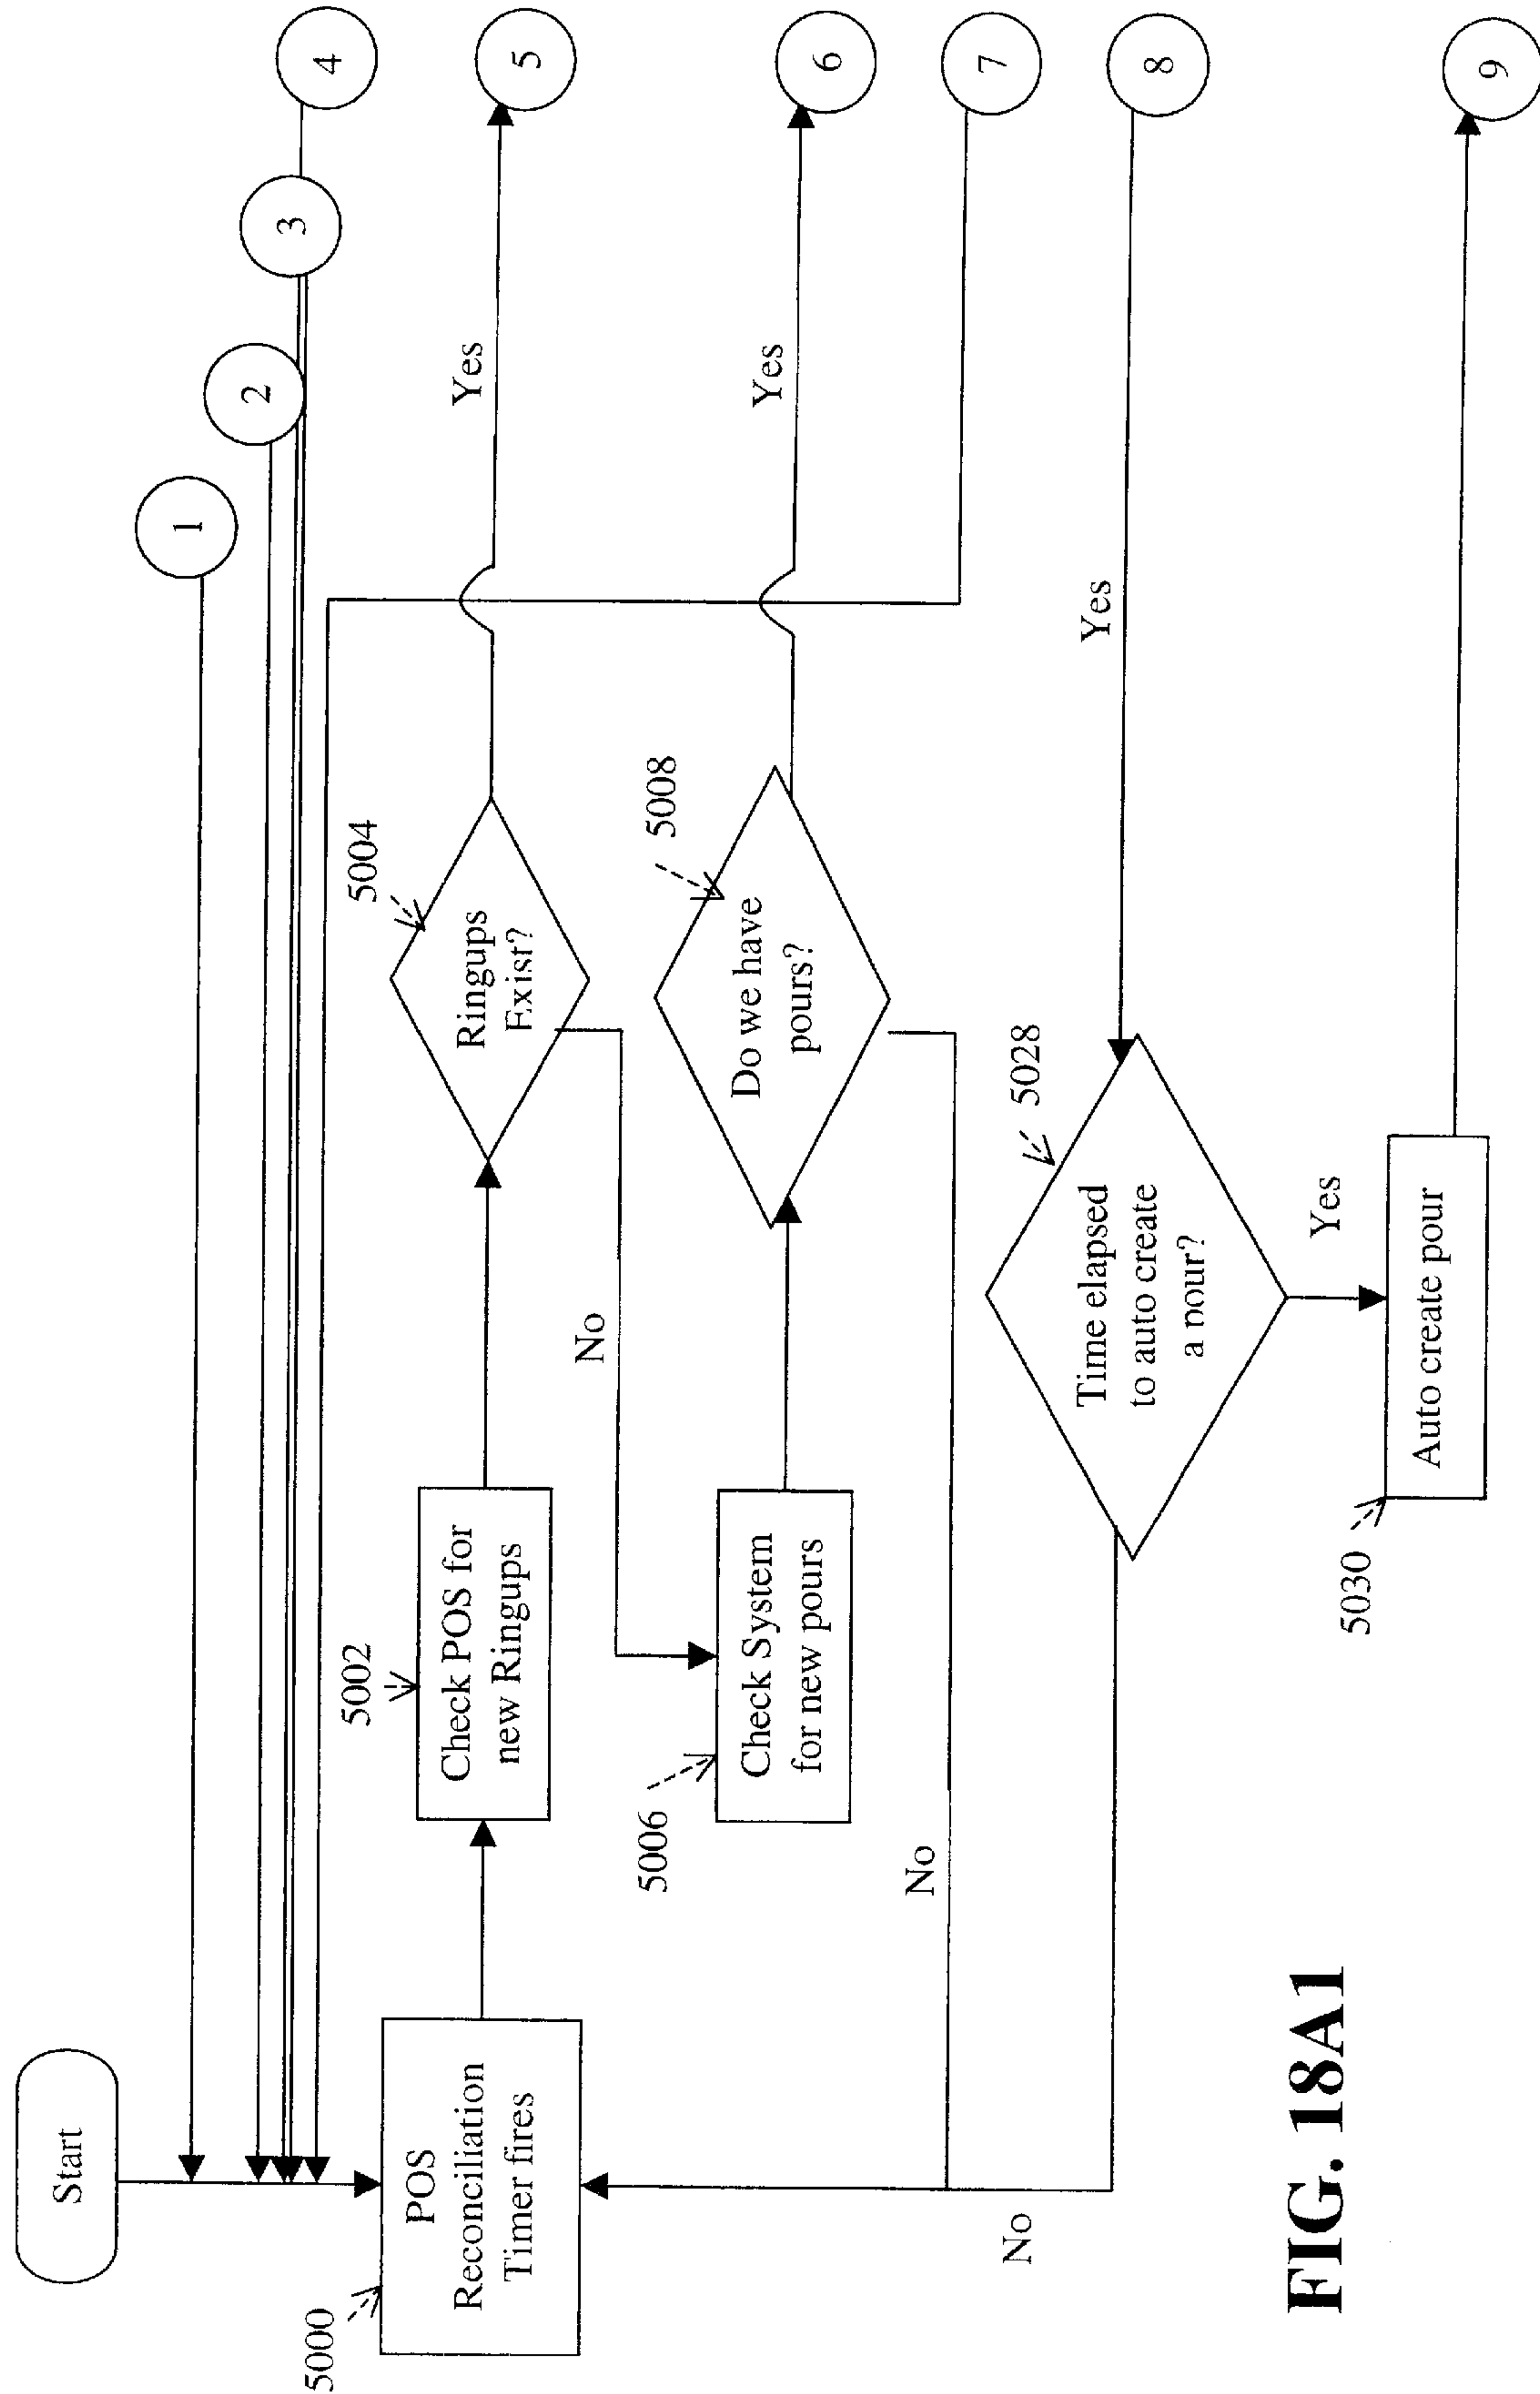 Start
1
2
3
4
5000
POS
Reconciliation
Timer fires
5002
Check POS for
new Ringups
5004
Ringups
Exist?
Yes
5
No
5006
Check System
for new pours
5008
Do we have
pours?
Yes
6
No
7
No
5028
Time elapsed
to auto create
a pour?
Yes
8
Yes
5030
Auto create pour
9
FIG. 18A1